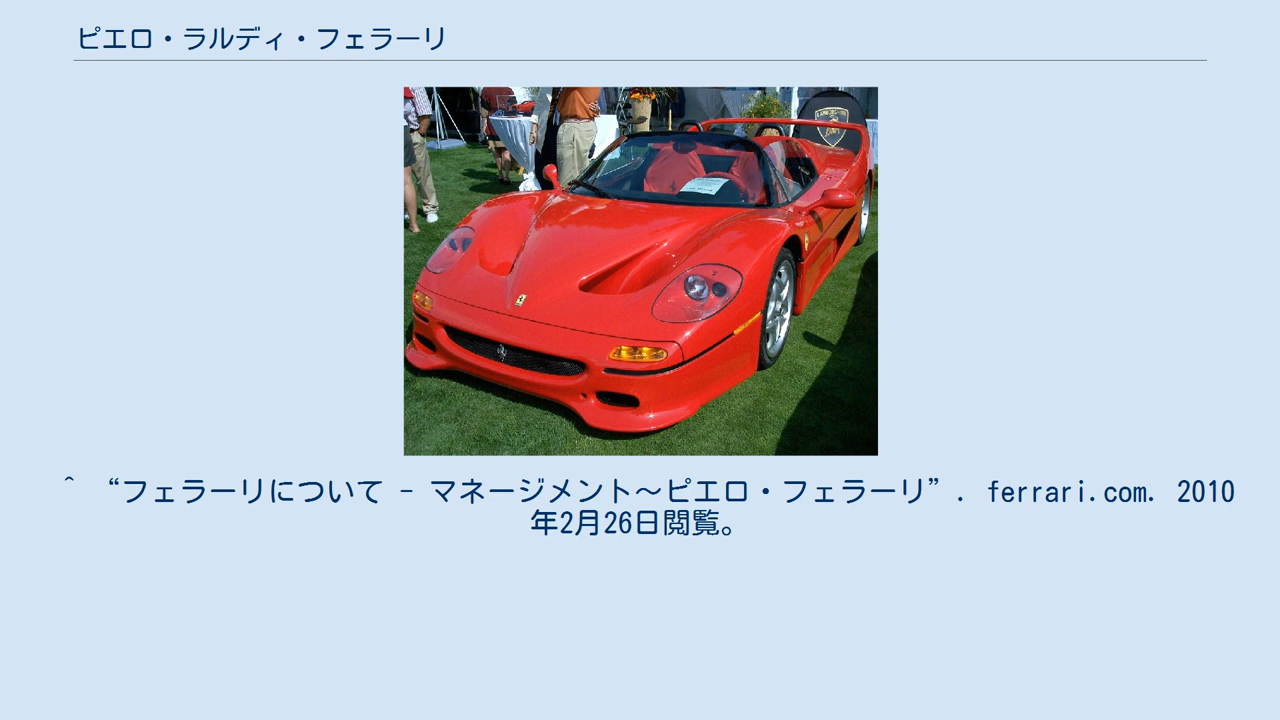 ピエロ・ラルディ・フェラーリ
^ “フェラーリについて - マネージメント～ピエロ・フェラーリ”. ferrari.com. 2010
年2月26日閲覧。